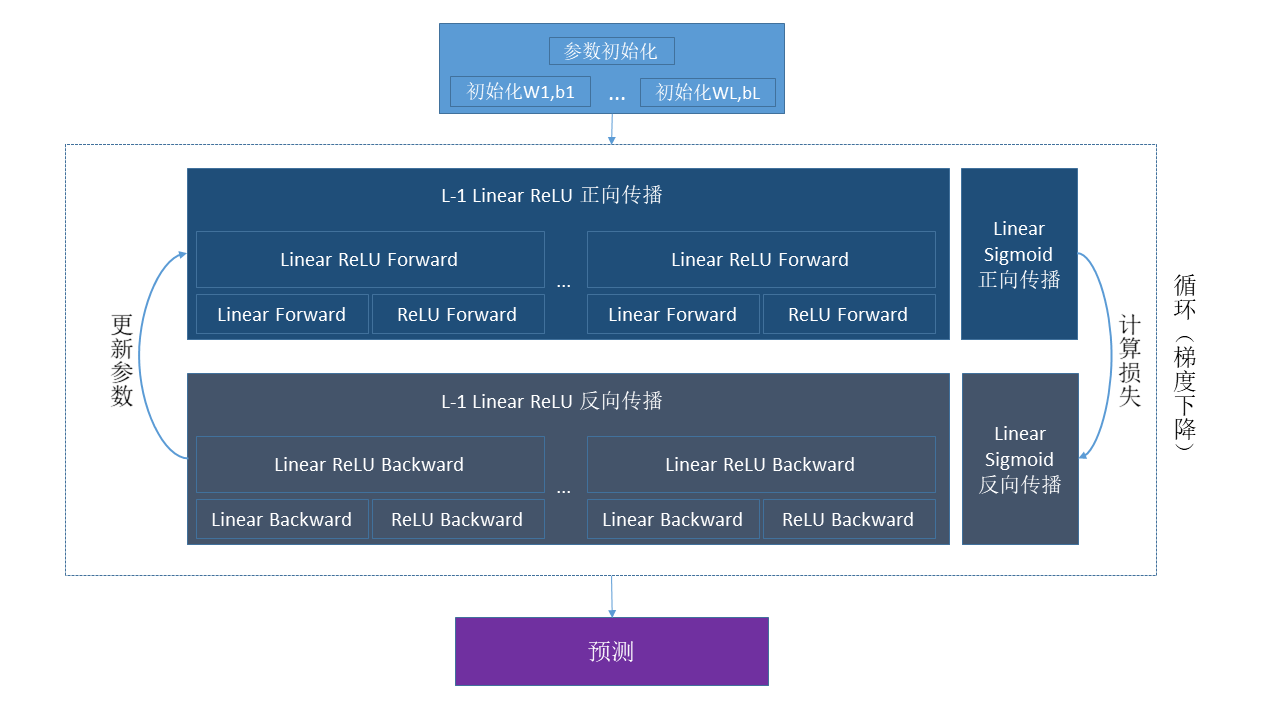 参数初始化
初始化W1,b1
...
初始化WL,bL
L-1 Linear ReLU 正向传播
Linear ReLU Forward
...
Linear ReLU Forward
Linear Forward
ReLU Forward
Linear Forward
ReLU Forward
Linear
Sigmoid
正向传播
更新参数
计算损失
循环（梯度下降）
L-1 Linear ReLU 反向传播
Linear ReLU Backward
...
Linear ReLU Backward
Linear Backward
ReLU Backward
Linear Backward
ReLU Backward
Linear
Sigmoid
反向传播
预测